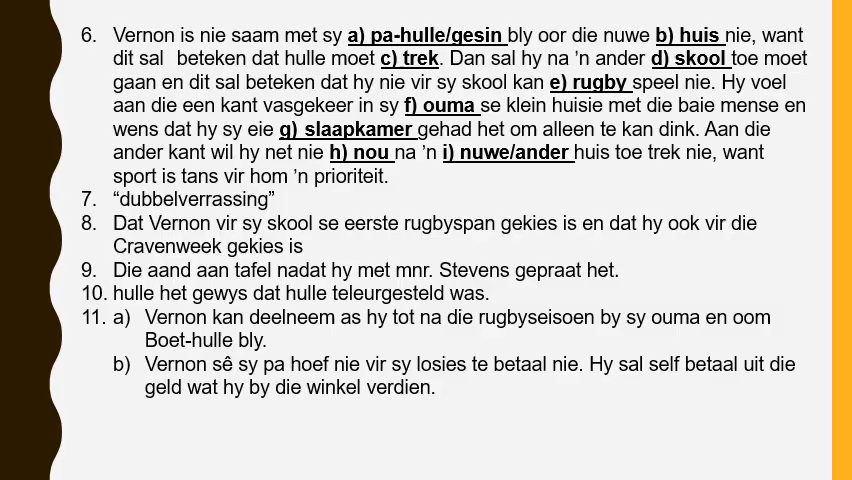 6. Vernon is nie saam met sy a) pa-hulle/gesin bly oor die nuwe b) huis nie, want
dit sal beteken dat hulle moet c) trek. Dan sal hy na ’n ander d) skool toe moet
gaan en dit sal beteken dat hy nie vir sy skool kan e) rugby speel nie. Hy voel
aan die een kant vasgekeer in sy f) ouma se klein huisie met die baie mense en
wens dat hy sy eie g) slaapkamer gehad het om alleen te kan dink. Aan die
ander kant wil hy net nie h) nou na ’n i) nuwe/ander huis toe trek nie, want
sport is tans vir hom ’n prioriteit.
7. “dubbelverrassing”
8. Dat Vernon vir sy skool se eerste rugbyspan gekies is en dat hy ook vir die
Cravenweek gekies is
9. Die aand aan tafel nadat hy met mnr. Stevens gepraat het.
10. hulle het gewys dat hulle teleurgesteld was.
11. a) Vernon kan deelneem as hy tot na die rugbyseisoen by sy ouma en oom
Boet-hulle bly.
b) Vernon sê sy pa hoef nie vir sy losies te betaal nie. Hy sal self betaal uit die
geld wat hy by die winkel verdien.